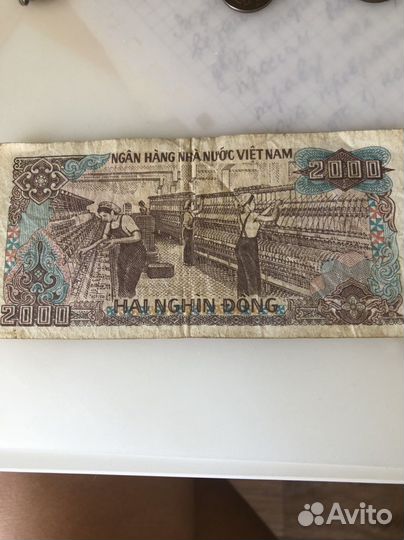 NGÂN HÀNG NHÀ NƯỚC VIỆT NAM
2000
2000
HAI NGHÌN ĐỒNG
Avito